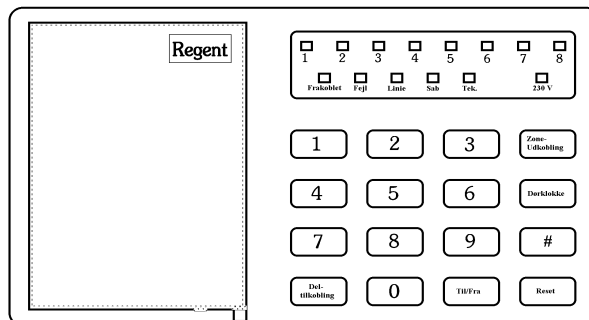 Regent
1 2 3 4 5 6 7 8
Frakoblet Fejl Linie Sab Tek. 230 V
1 2 3 Zone-
Udkobling
4 5 6 Dørklokke
7 8 9 #
Del-
tilkobling 0 Til/Fra Reset